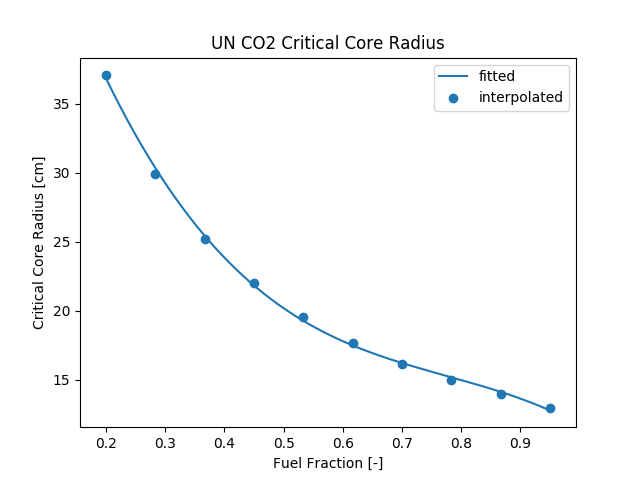 UN CO2 Critical Core Radius
fitted
interpolated
Critical Core Radius [cm]
35
30
25
20
15
0.2 0.3 0.4 0.5 0.6 0.7 0.8 0.9
Fuel Fraction [-]